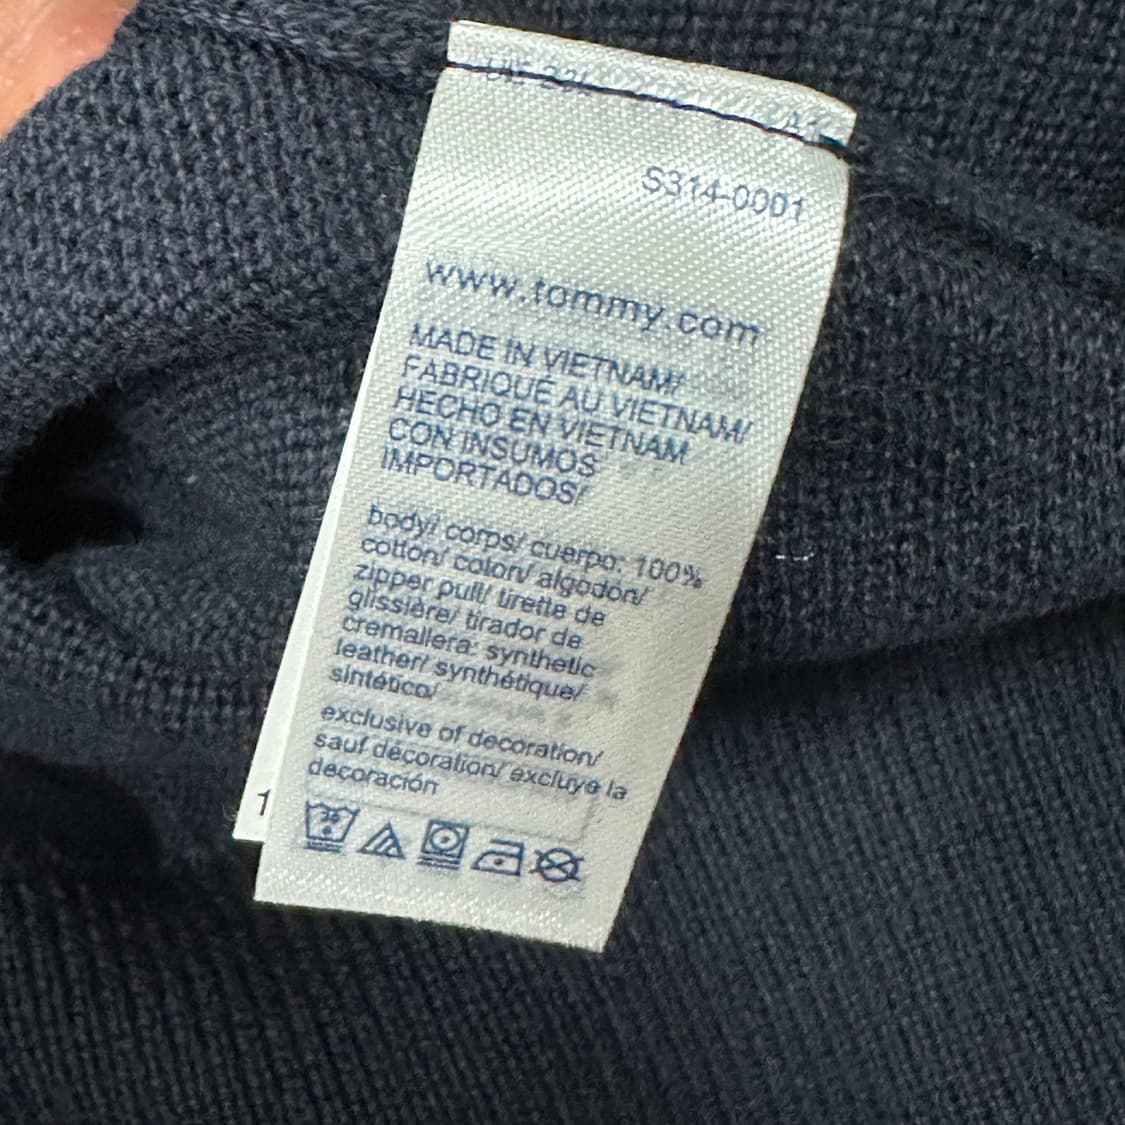 S314-0001
www.tommy.com
MADE IN VIETNAM/
FABRIQUÉ AU VIETNAM/
HECHO EN VIETNAM
CON INSUMOS
IMPORTADOS/
body/ corps/ cuerpo: 100%
cotton/ coton/ algodón/
zipper pull/ tirette de
glissière/ tirador de
cremallera: synthetic
leather/ synthétique/
sintético/
exclusive of decoration/
sauf décoration/ excluye la
decoración
30
1